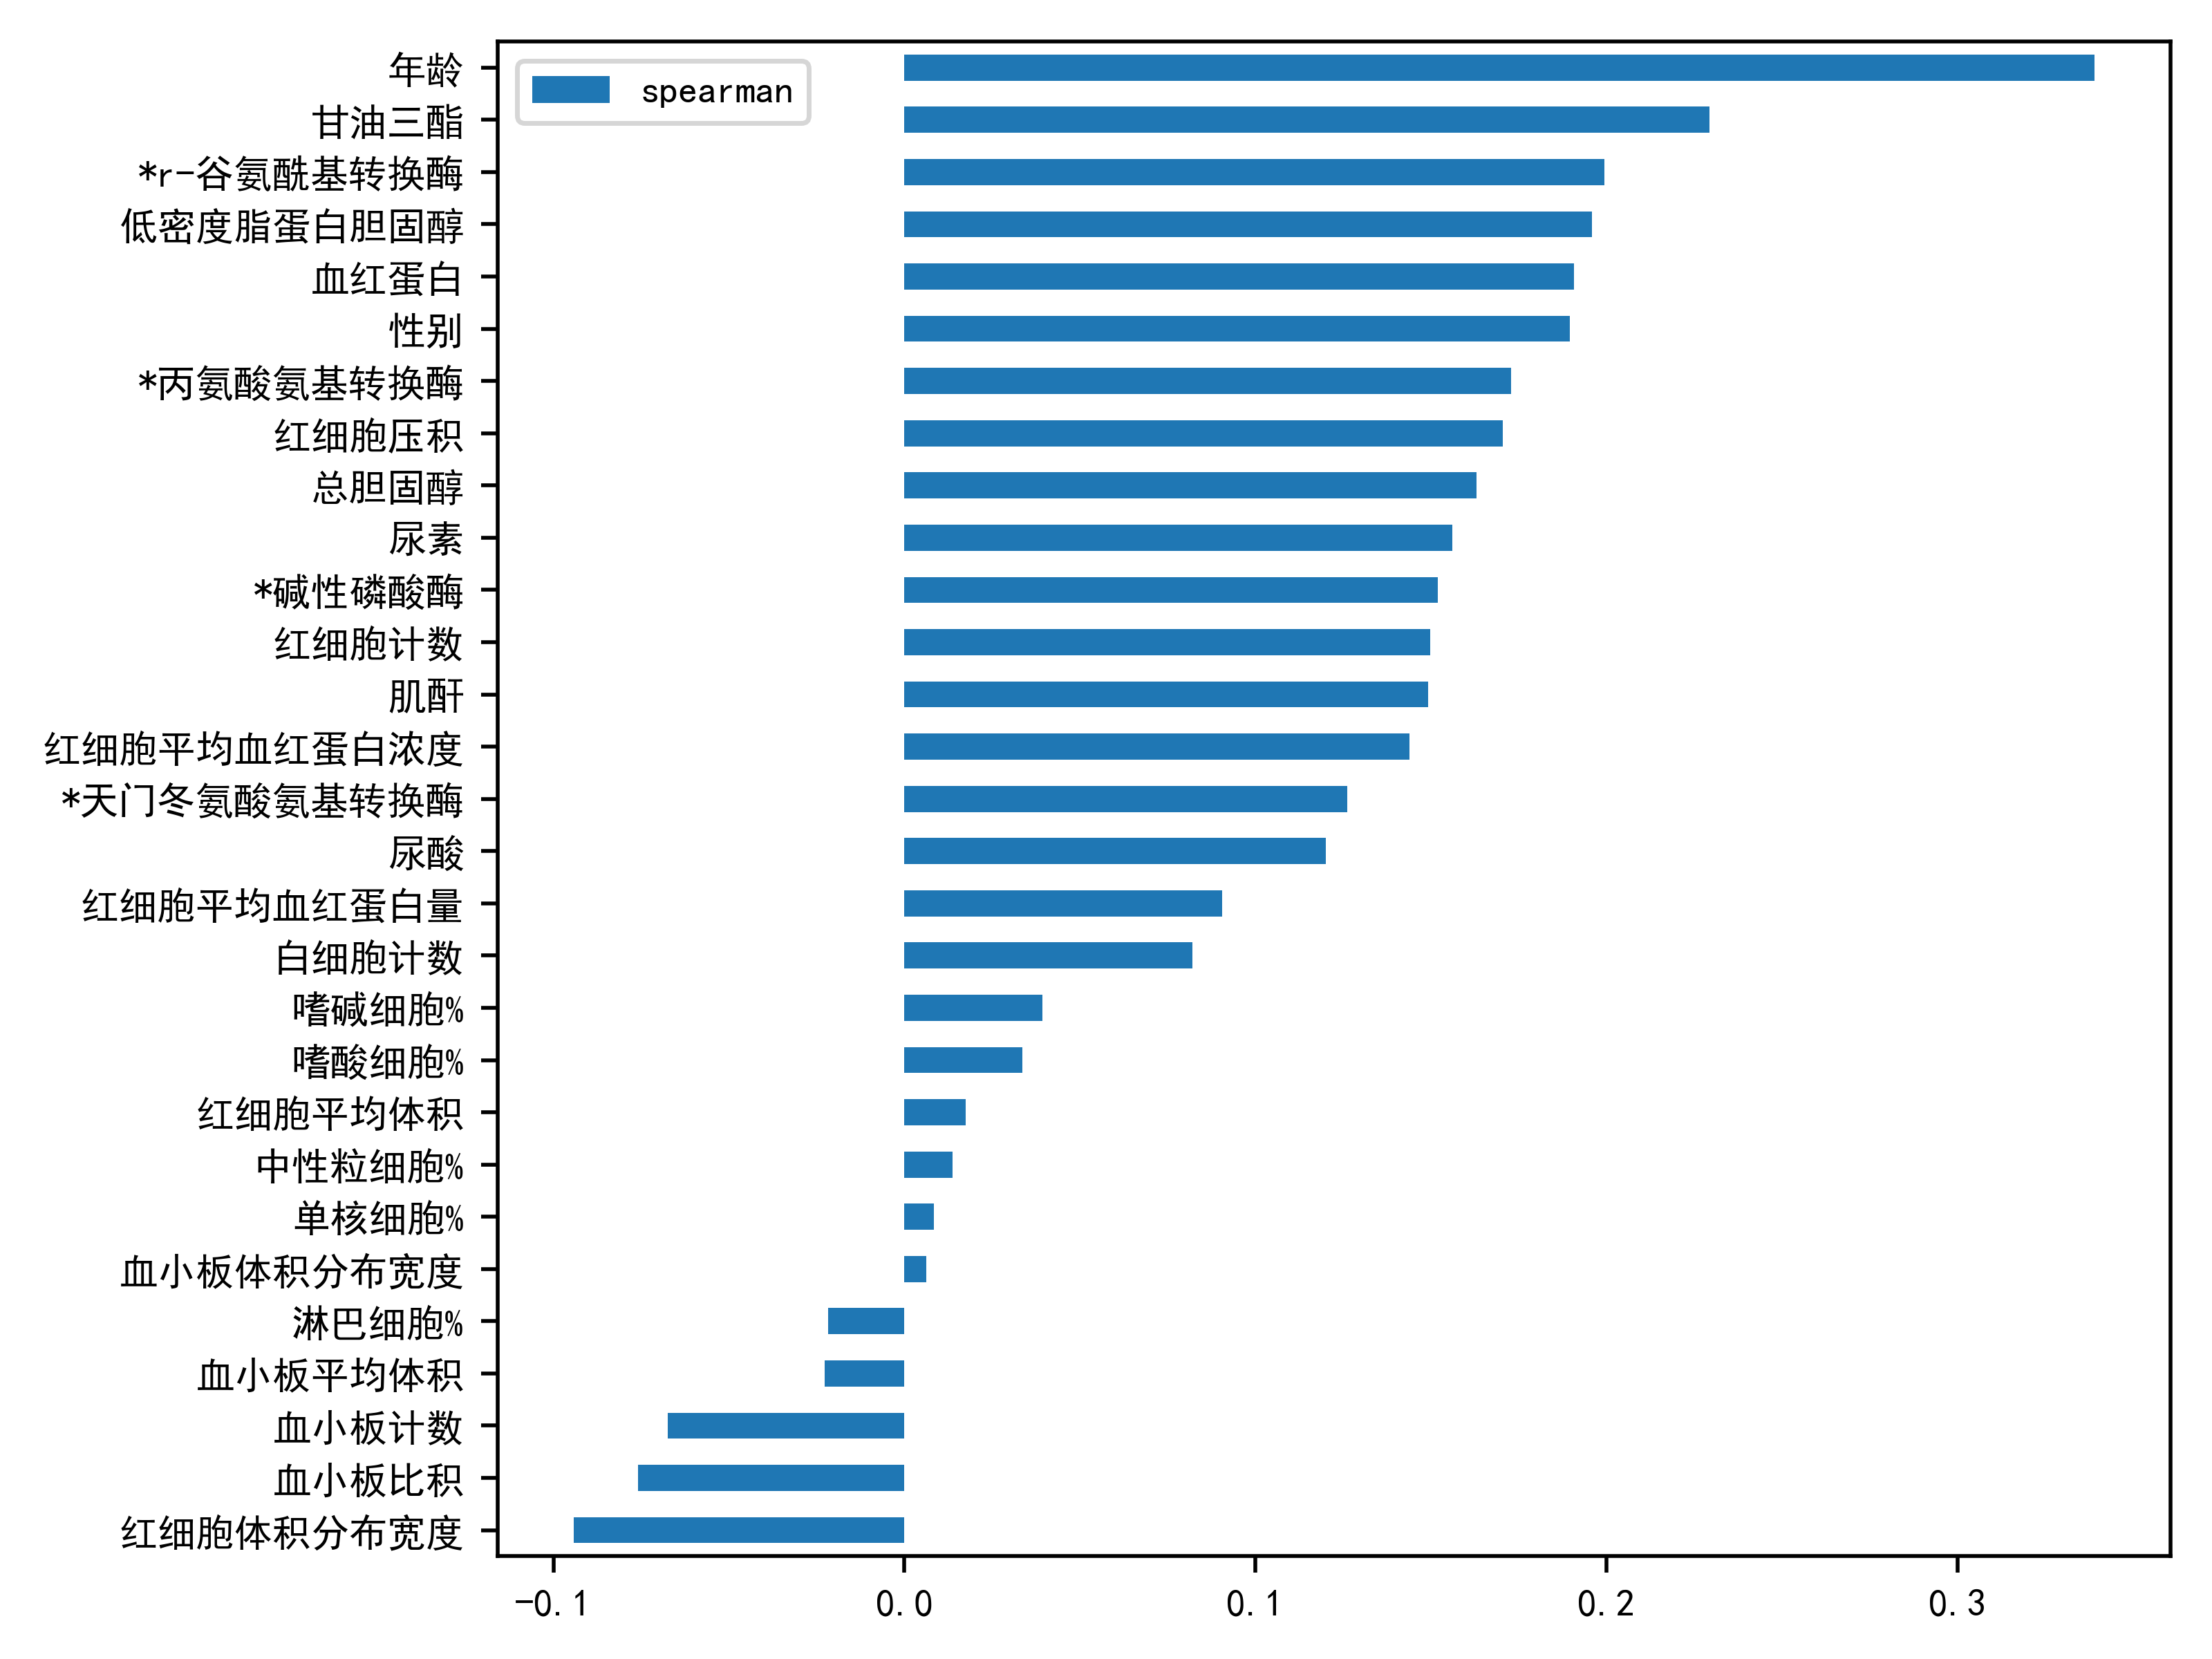 spearman
年龄
甘油三酯
*r-谷氨酰基转换酶
低密度脂蛋白胆固醇
血红蛋白
性别
*丙氨酸氨基转换酶
红细胞压积
总胆固醇
尿素
*碱性磷酸酶
红细胞计数
肌酐
红细胞平均血红蛋白浓度
*天门冬氨酸氨基转换酶
尿酸
红细胞平均血红蛋白量
白细胞计数
嗜碱细胞%
嗜酸细胞%
红细胞平均体积
中性粒细胞%
单核细胞%
血小板体积分布宽度
淋巴细胞%
血小板平均体积
血小板计数
血小板比积
红细胞体积分布宽度
-0.1 0.0 0.1 0.2 0.3